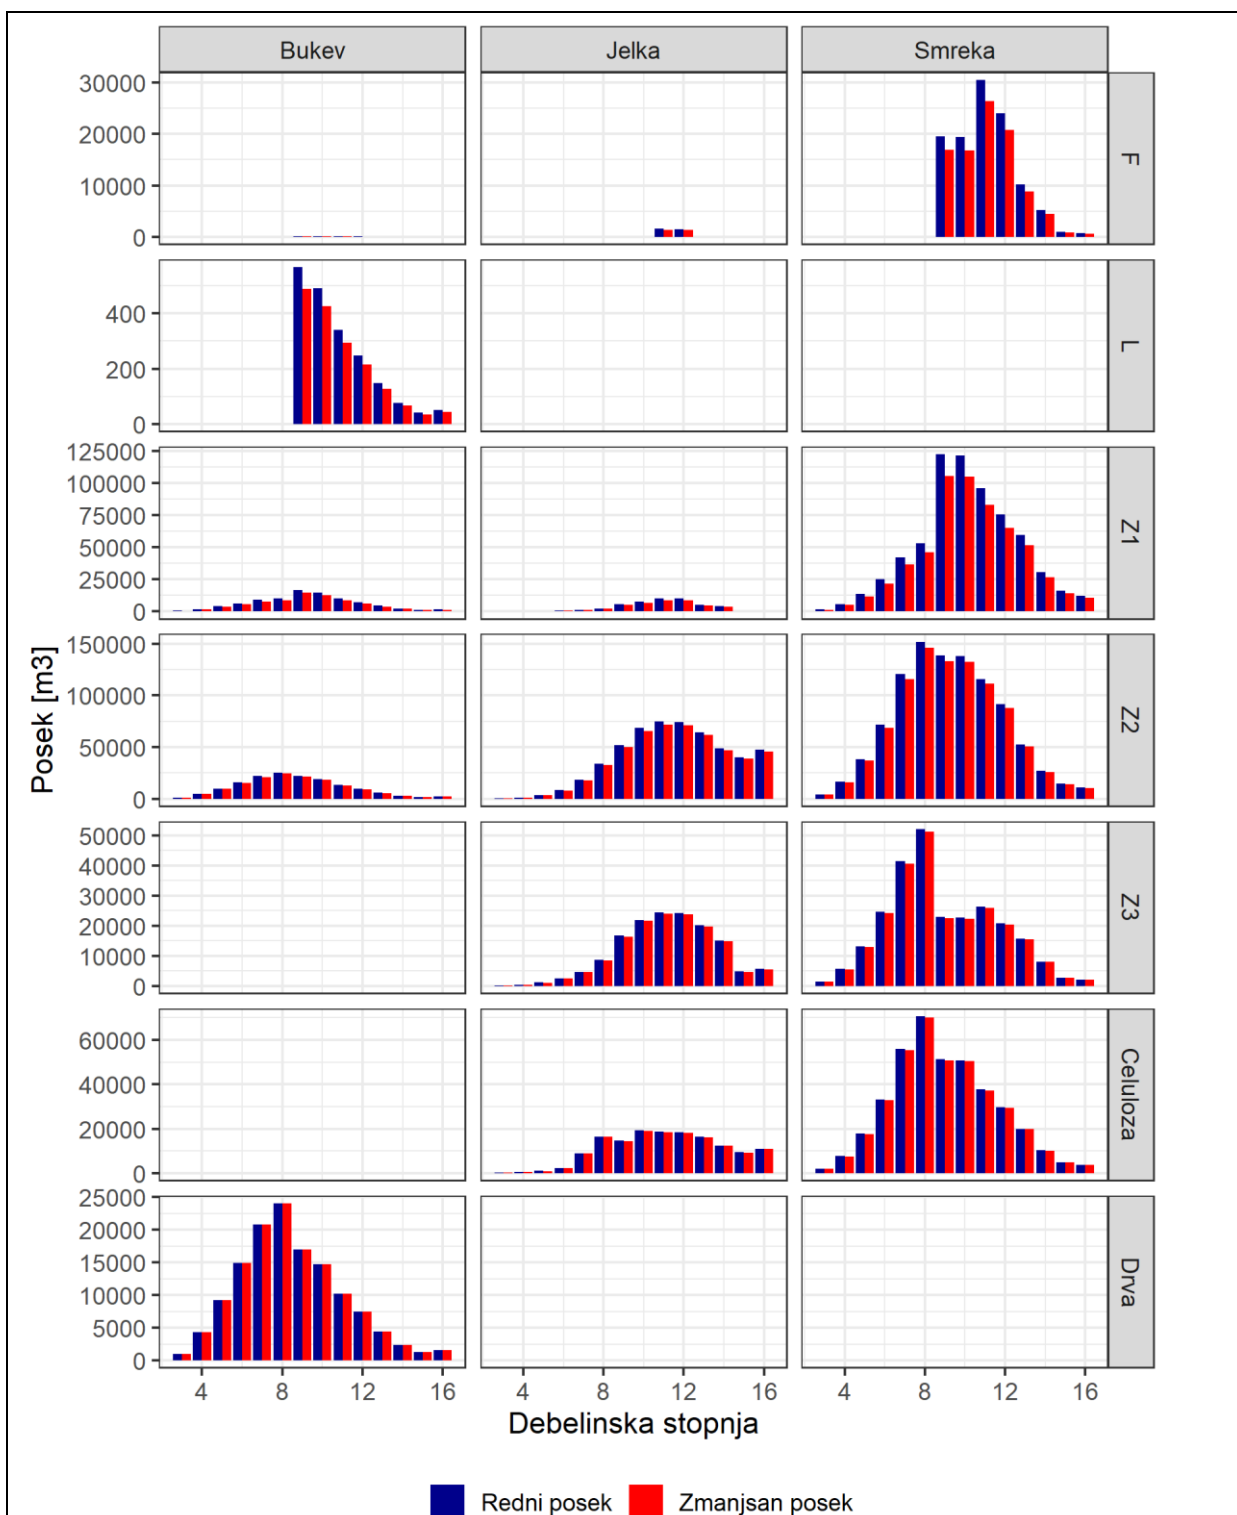 Bukev Jelka Smreka
30000
20000
10000
0
F
400
200
0
L
125000
100000
75000
50000
25000
0
Z1
150000
100000
50000
0
Z2
50000
40000
30000
20000
10000
0
Z3
60000
40000
20000
0
Celuloza
25000
20000
15000
10000
5000
0
Drva
Posek [m3]
4 8 12 16 4 8 12 16 4 8 12 16
Debelinska stopnja
Redni posek Zmanjsan posek